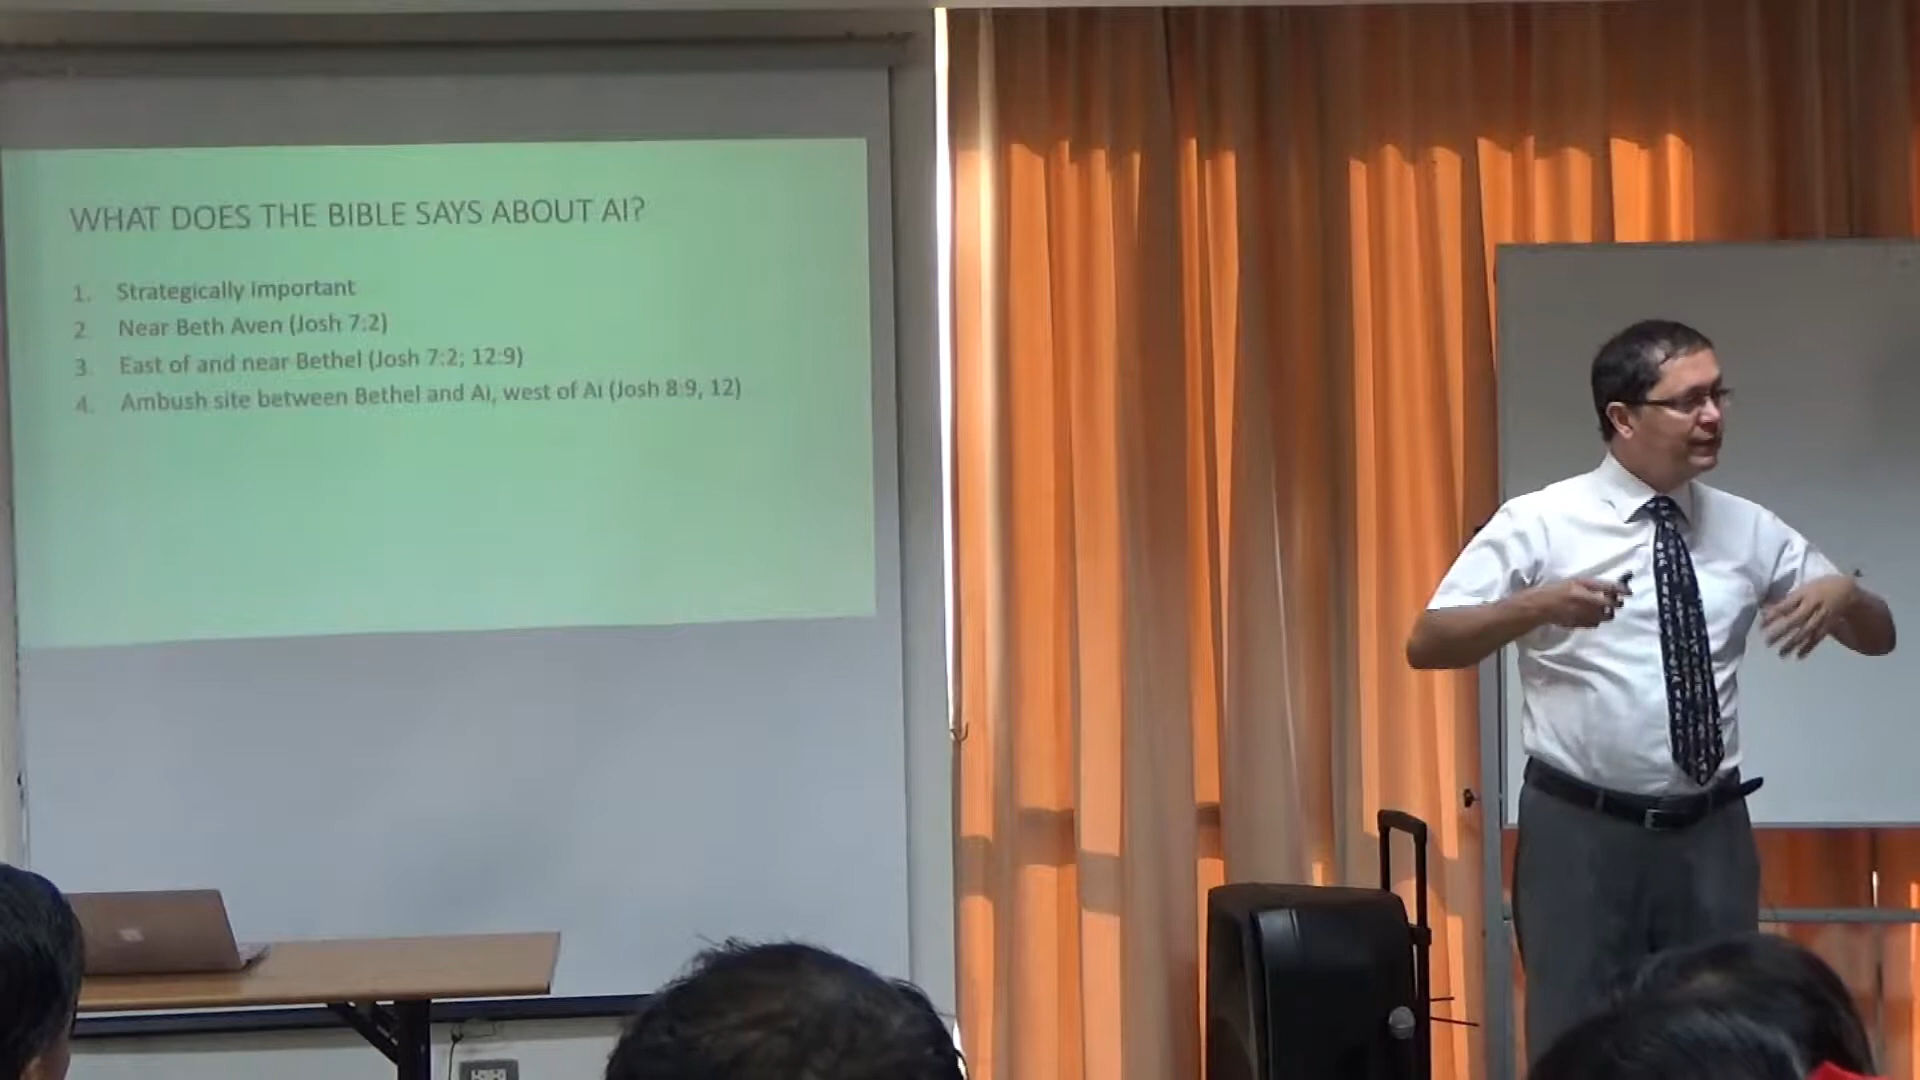 WHAT DOES THE BIBLE SAYS ABOUT AI?
1. Strategically important
2. Near Beth Aven (Josh 7:2)
3. East of and near Bethel (Josh 7:2; 12:9)
4. Ambush site between Bethel and Ai, west of Ai (Josh 8:9, 12)